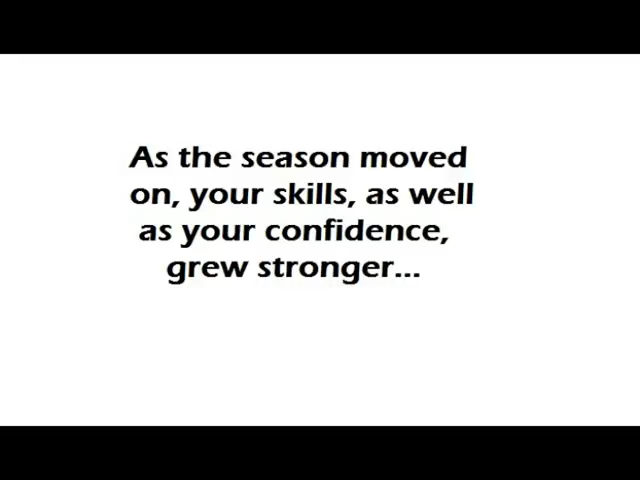 As the season moved
on, your skills, as well
as your confidence,
grew stronger...